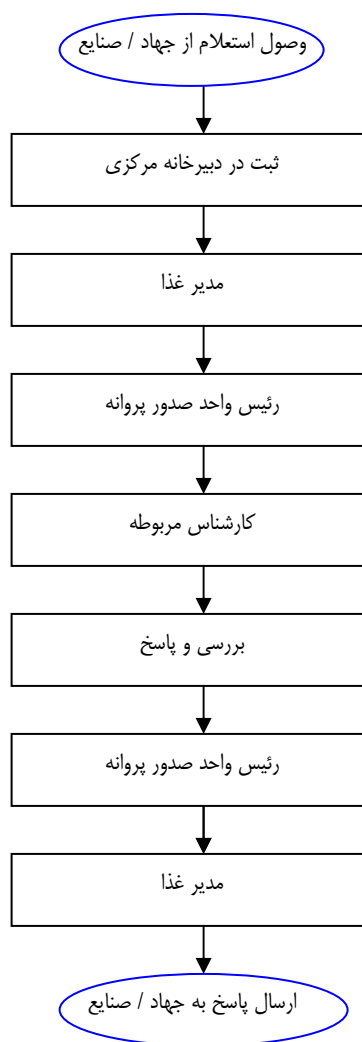 وصول استعلام از جهاد / صنایع
ثبت در دبیرخانه مرکزی
مدیر غذا
رئیس واحد صدور پروانه
کارشناس مربوطه
بررسی و پاسخ
رئیس واحد صدور پروانه
مدیر غذا
ارسال پاسخ به جهاد / صنایع